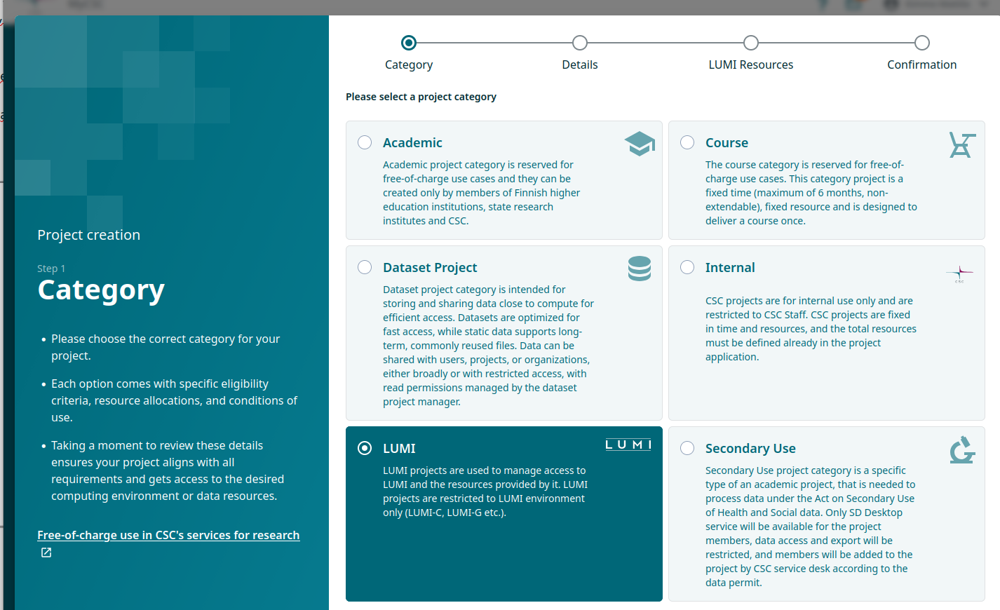 Category
Details
LUMI Resources
Confirmation
Please select a project category
Project creation
Step 1
Category
• Please choose the correct category for your
project.
• Each option comes with specific eligibility
criteria, resource allocations, and conditions of
use.
• Taking a moment to review these details
ensures your project aligns with all
requirements and gets access to the desired
computing environment or data resources.
Free-of-charge use in CSC's services for research
Academic
Academic project category is reserved for
free-of-charge use cases and they can be
created only by members of Finnish higher
education institutions, state research
institutes and CSC.
Course
The course category is reserved for free-of-
charge use cases. This category project is a
fixed time (maximum of 6 months, non-
extendable), fixed resource and is designed to
deliver a course once.
Dataset Project
Dataset project category is intended for
storing and sharing data close to compute for
efficient access. Datasets are optimized for
fast access, while static data supports long-
term, commonly reused files. Data can be
shared with users, projects, or organizations,
either broadly or with restricted access, with
read permissions managed by the dataset
project manager.
Internal
CSC
CSC projects are for internal use only and are
restricted to CSC Staff. CSC projects are fixed
in time and resources, and the total resources
must be defined already in the project
application.
LUMI
LUMI
LUMI projects are used to manage access to
LUMI and the resources provided by it. LUMI
projects are restricted to LUMI environment
only (LUMI-C, LUMI-G etc.).
Secondary Use
Secondary Use project category is a specific
type of an academic project, that is needed to
process data under the Act on Secondary Use
of Health and Social data. Only SD Desktop
service will be available for the project
members, data access and export will be
restricted, and members will be added to the
project by CSC service desk according to the
data permit.